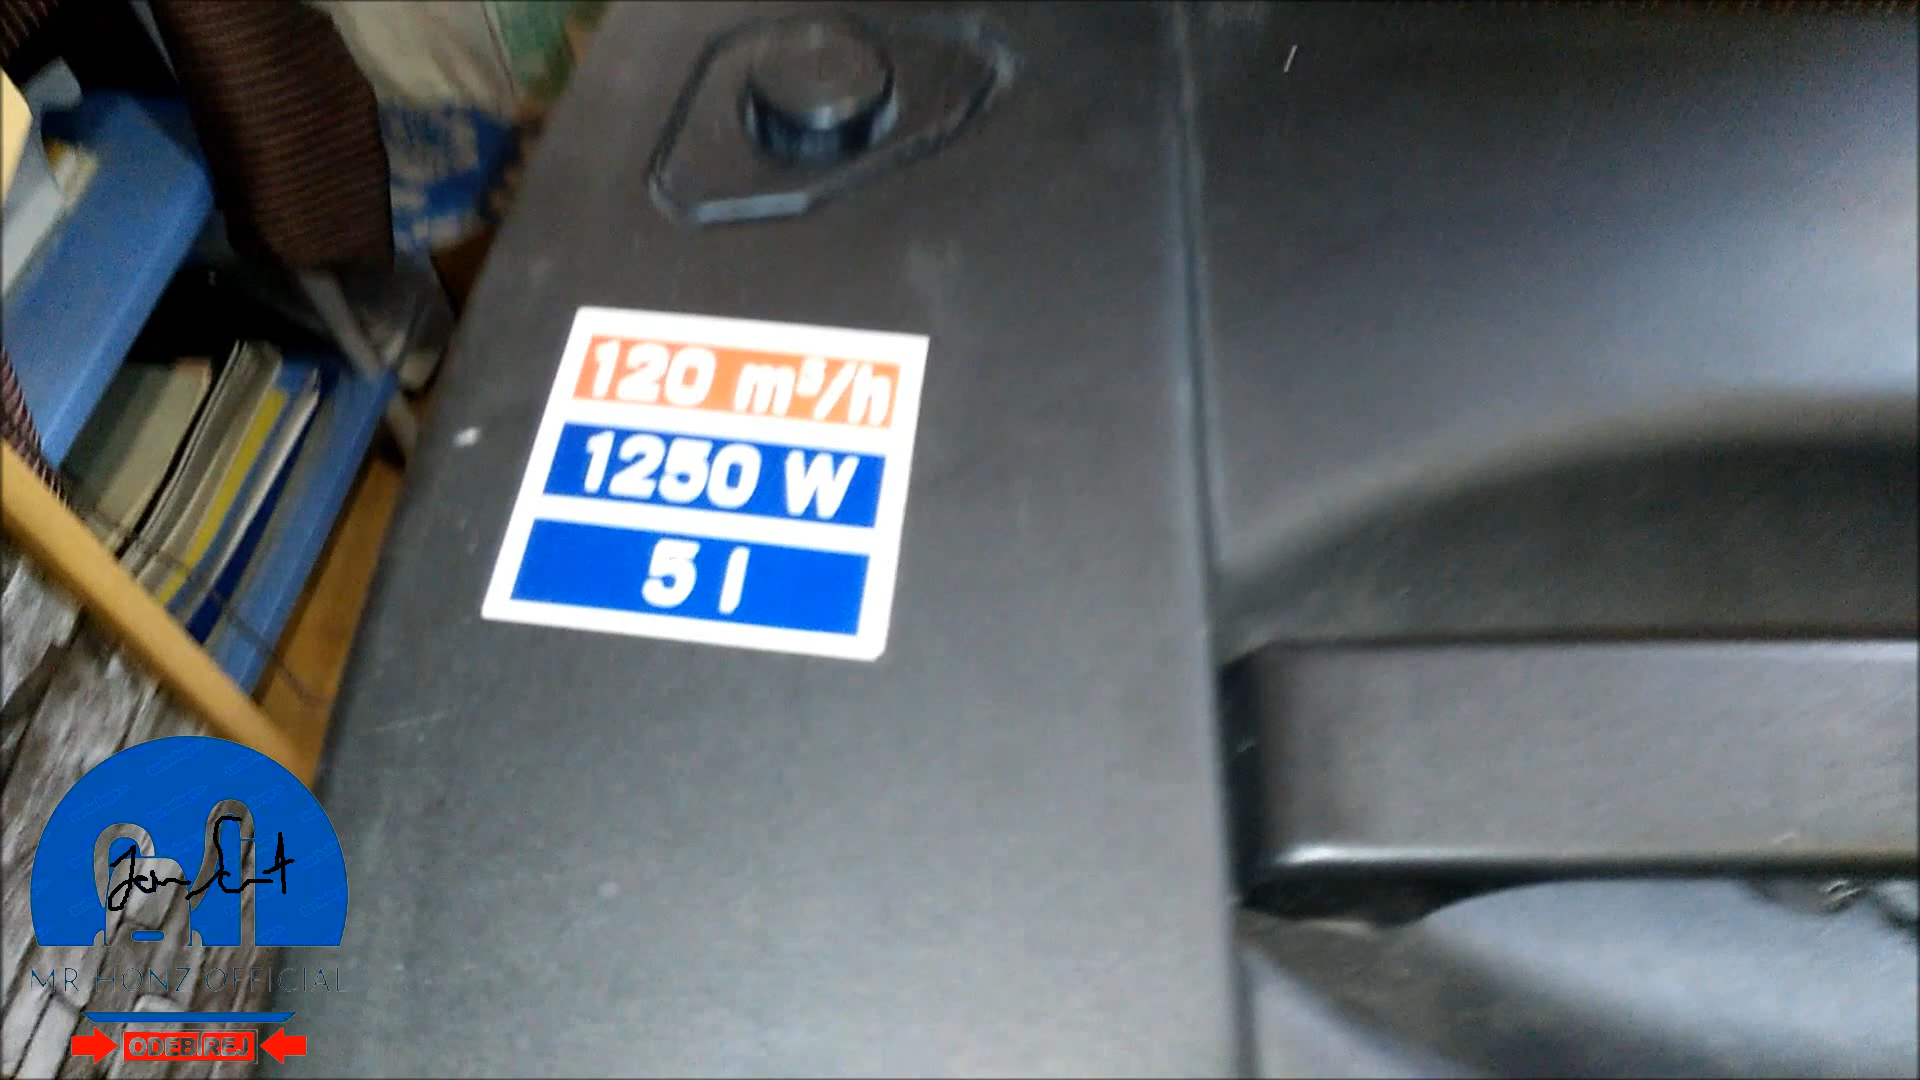 120 m³/h
1250 W
5 l
MR HONZ OFFICIAL
ODEBÍREJ